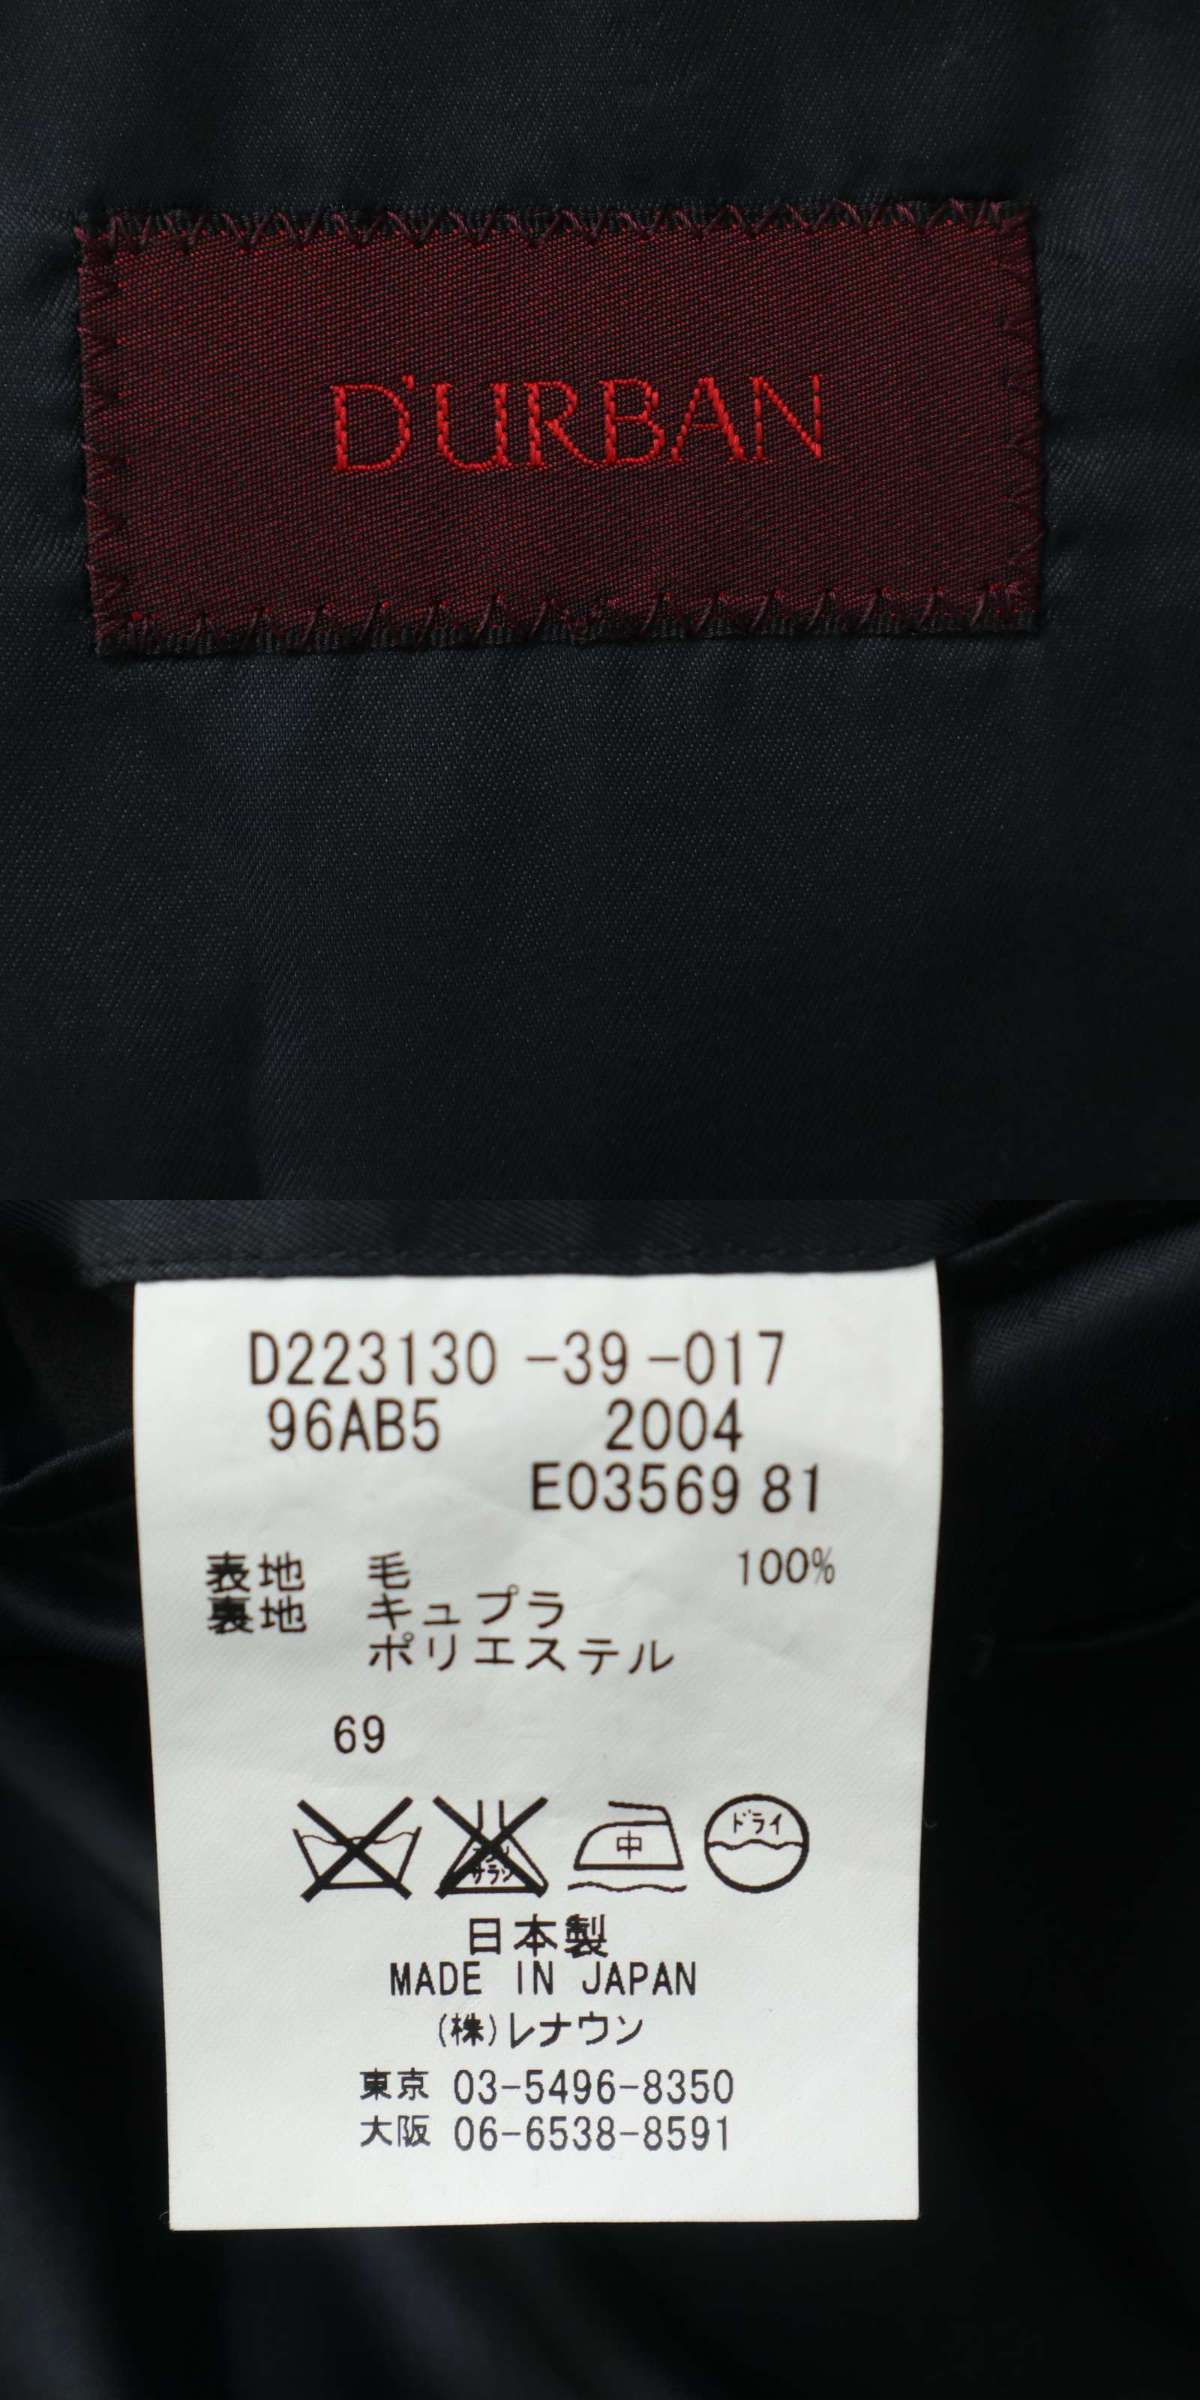 D'URBAN
D223130 -39 -017
96AB5 2004
E03569 81
表地 毛 100%
裏地 キュプラ
ポリエステル
69
中 ドライ
日本製
MADE IN JAPAN
(株)レナウン
東京 03-5496-8350
大阪 06-6538-8591